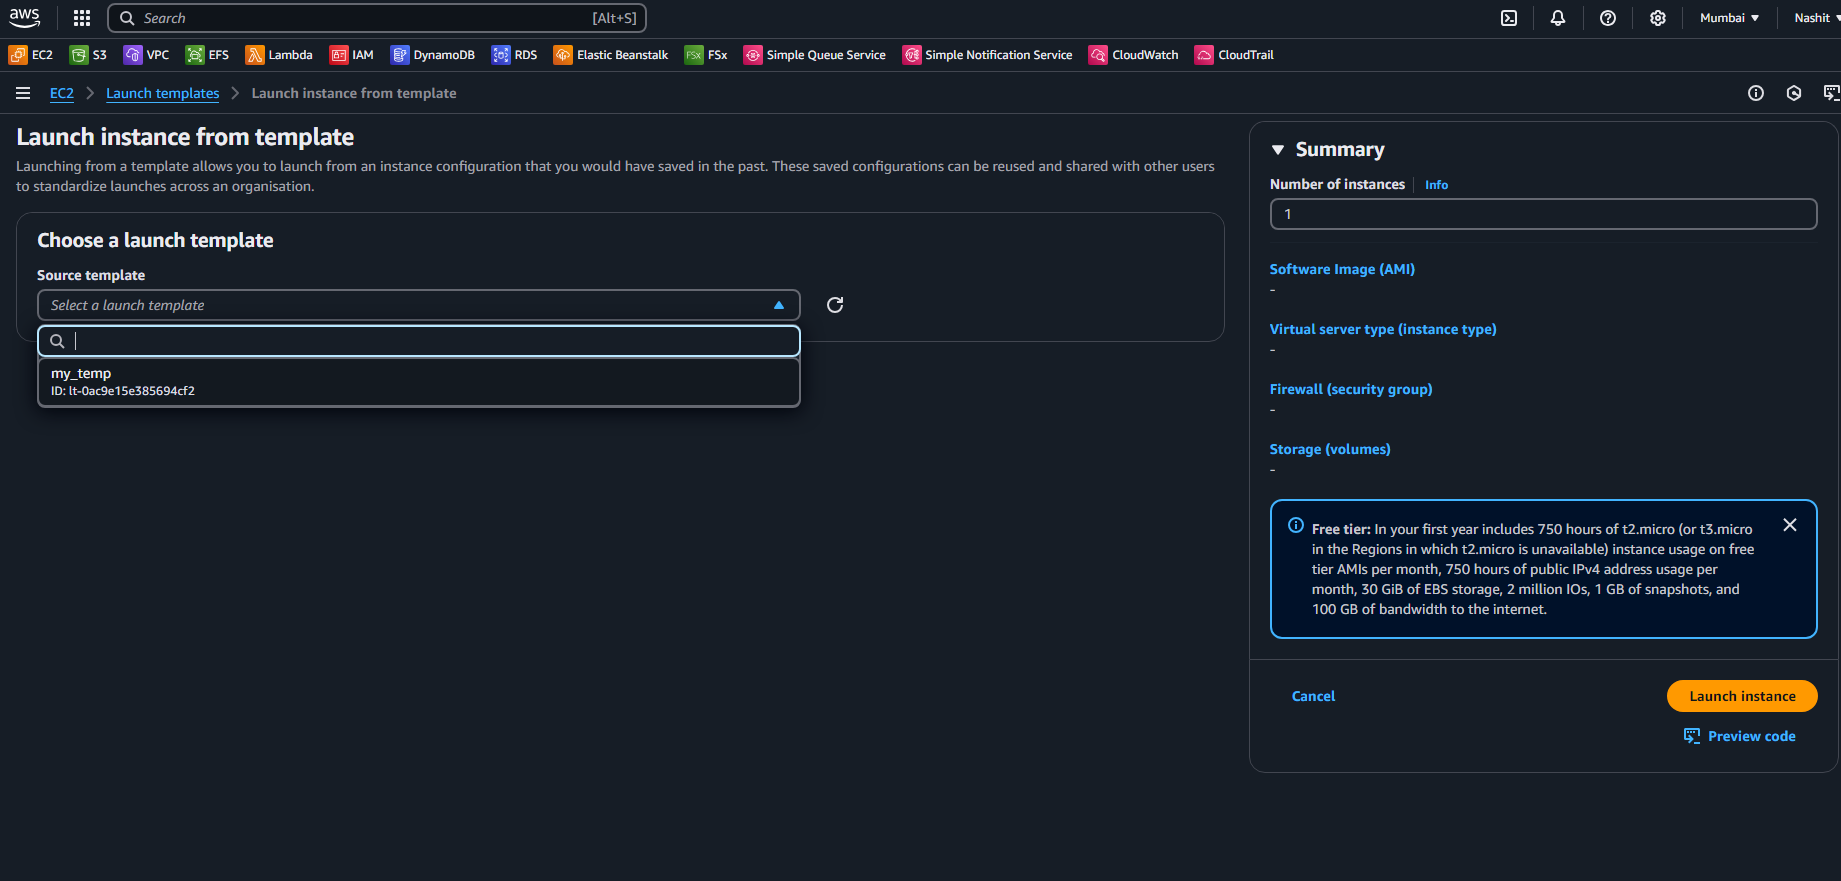 aws
Search [Alt+S] Mumbai Nashit
EC2 S3 VPC EFS Lambda IAM DynamoDB RDS Elastic Beanstalk FSx FSx Simple Queue Service Simple Notification Service CloudWatch CloudTrail
EC2 Launch templates Launch instance from template
Launch instance from template
Launching from a template allows you to launch from an instance configuration that you would have saved in the past. These saved configurations can be reused and shared with other users
to standardize launches across an organisation.
Choose a launch template
Source template
Select a launch template
my_temp
ID: lt-0ac9e15e385694cf2
Summary
Number of instances Info
1
Software Image (AMI)
-
Virtual server type (instance type)
-
Firewall (security group)
-
Storage (volumes)
-
Free tier: In your first year includes 750 hours of t2.micro (or t3.micro
in the Regions in which t2.micro is unavailable) instance usage on free
tier AMIs per month, 750 hours of public IPv4 address usage per
month, 30 GiB of EBS storage, 2 million IOs, 1 GB of snapshots, and
100 GB of bandwidth to the internet.
Cancel Launch instance
Preview code